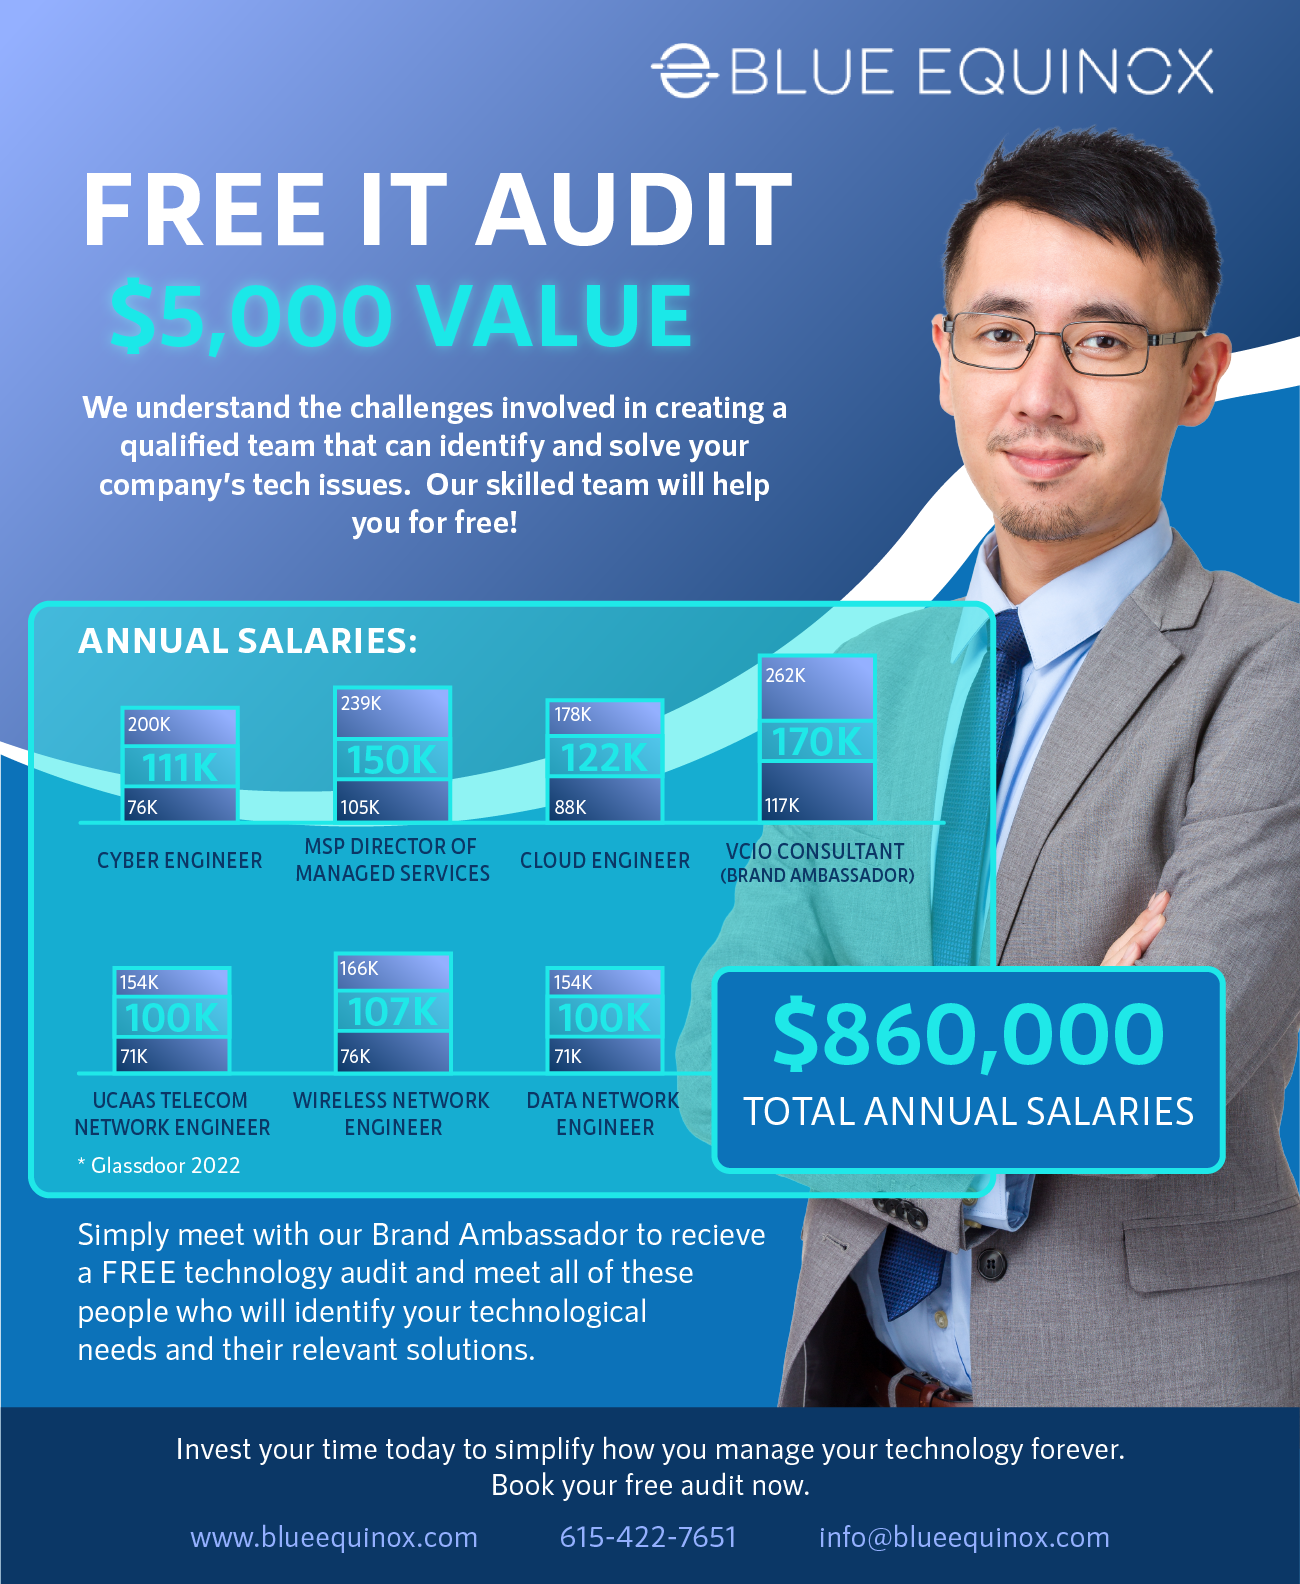 BLUE EQUINOX
FREE IT AUDIT
$5,000 VALUE
We understand the challenges involved in creating a
qualified team that can identify and solve your
company's tech issues.  Our skilled team will help
you for free!
ANNUAL SALARIES:
200K
111K
76K
CYBER ENGINEER
239K
150K
105K
MSP DIRECTOR OF
MANAGED SERVICES
178K
122K
88K
CLOUD ENGINEER
262K
170K
117K
VCIO CONSULTANT
(BRAND AMBASSADOR)
154K
100K
71K
UCAAS TELECOM
NETWORK ENGINEER
166K
107K
76K
WIRELESS NETWORK
ENGINEER
154K
100K
71K
DATA NETWORK
ENGINEER
$860,000
TOTAL ANNUAL SALARIES
* Glassdoor 2022
Simply meet with our Brand Ambassador to recieve
a FREE technology audit and meet all of these
people who will identify your technological
needs and their relevant solutions.
Invest your time today to simplify how you manage your technology forever.
Book your free audit now.
www.blueequinox.com 615-422-7651 info@blueequinox.com